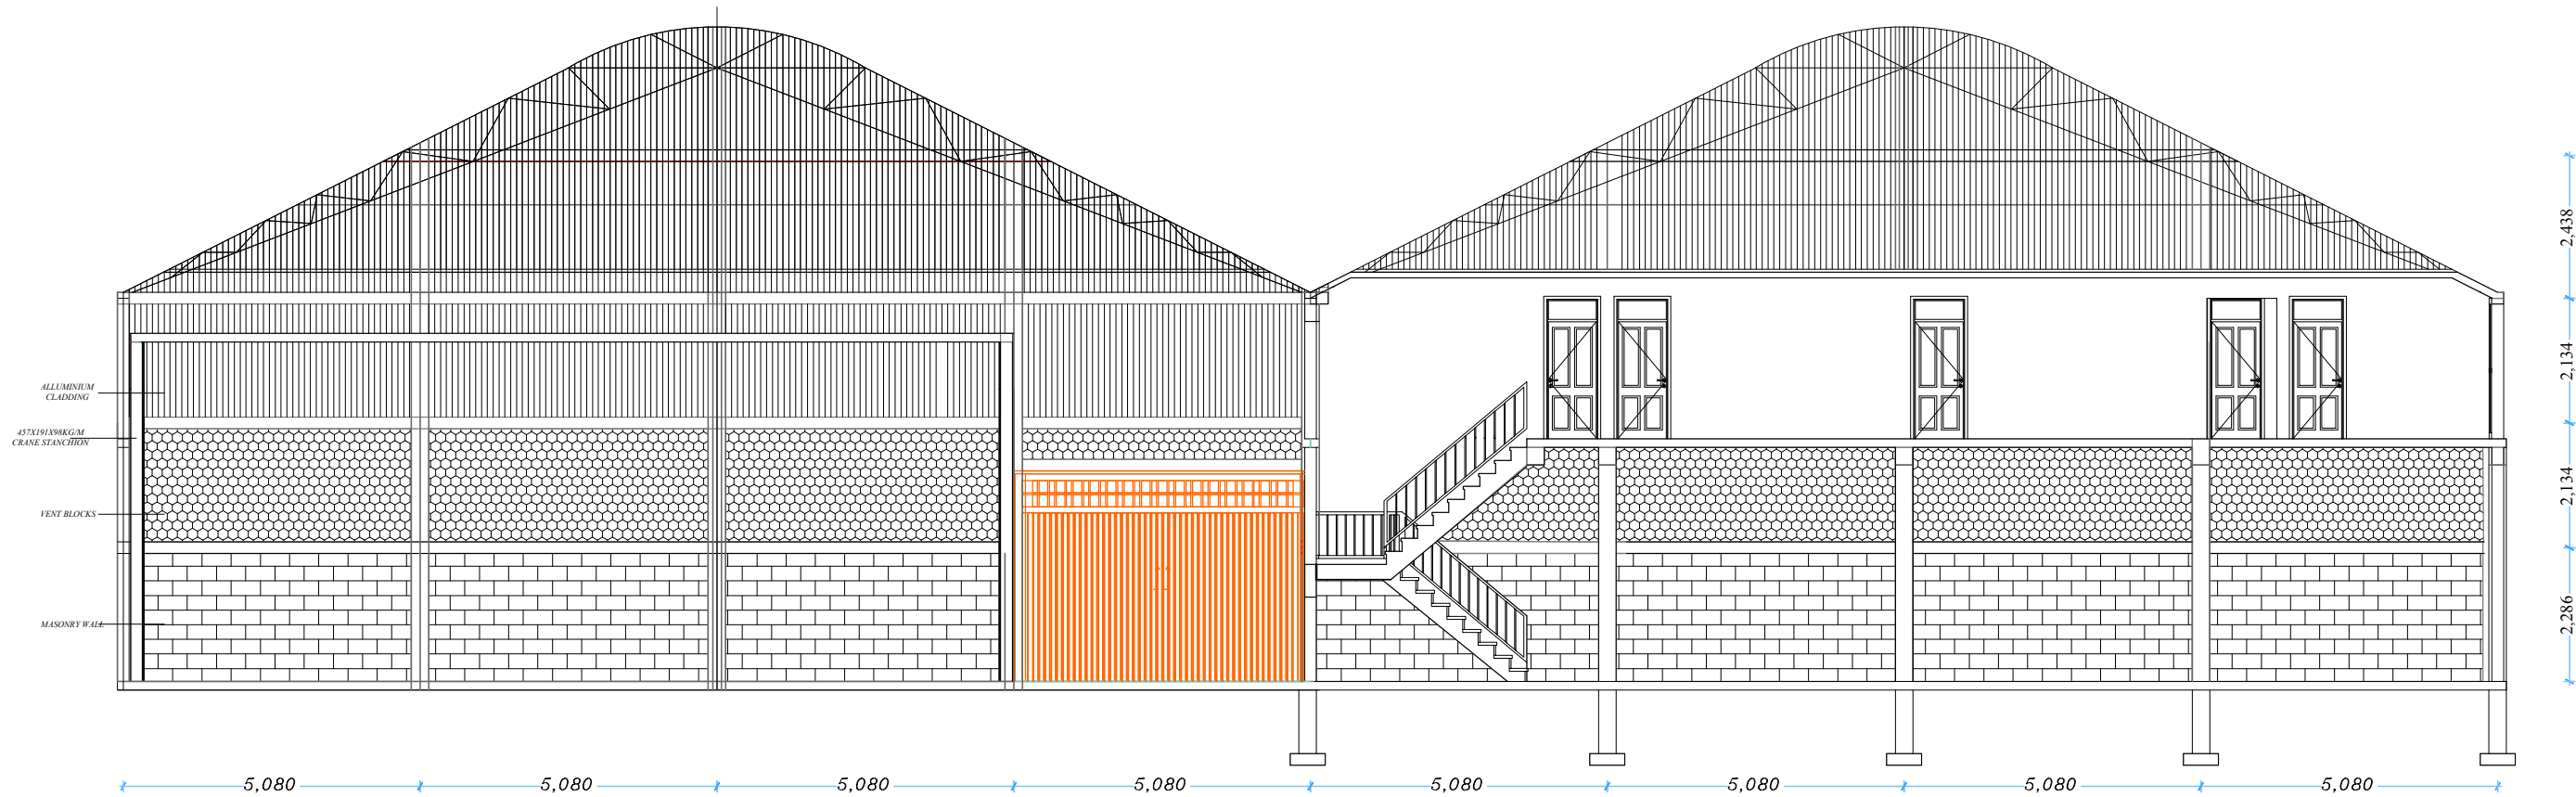 ALLUMINIUM
CLADDING
457X191X98KG/M
CRANE STANCHION
VENT BLOCKS
MASONRY WALL
2,438
2,134
2,134
2,286
5,080 5,080 5,080 5,080 5,080 5,080 5,080 5,080